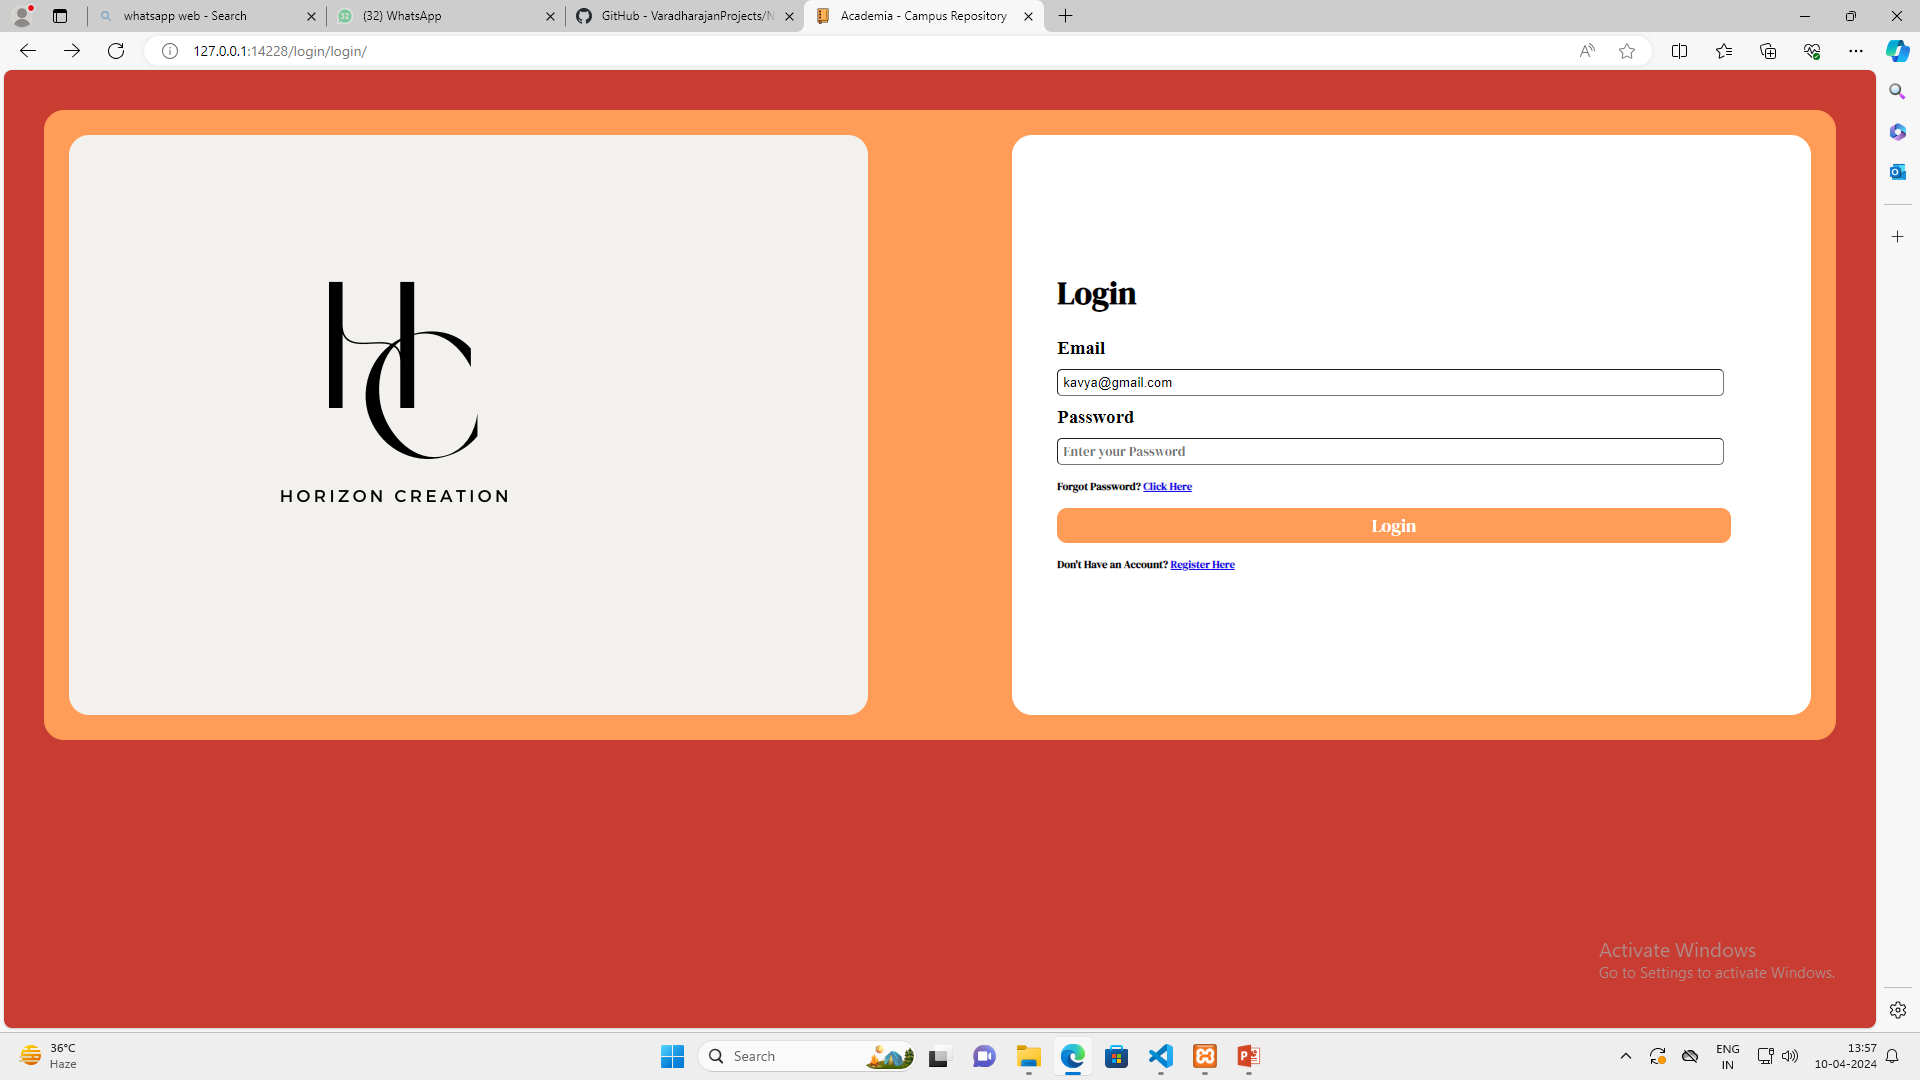 whatsapp web - Search
(32) WhatsApp
GitHub - VaradharajanProjects/N
Academia - Campus Repository
127.0.0.1:14228/login/login/
HC
HORIZON CREATION
Login
Email
kavya@gmail.com
Password
Enter your Password
Forgot Password? Click Here
Login
Don't Have an Account? Register Here
Activate Windows
Go to Settings to activate Windows.
36°C
Haze
Search
ENG
IN
13:57
10-04-2024